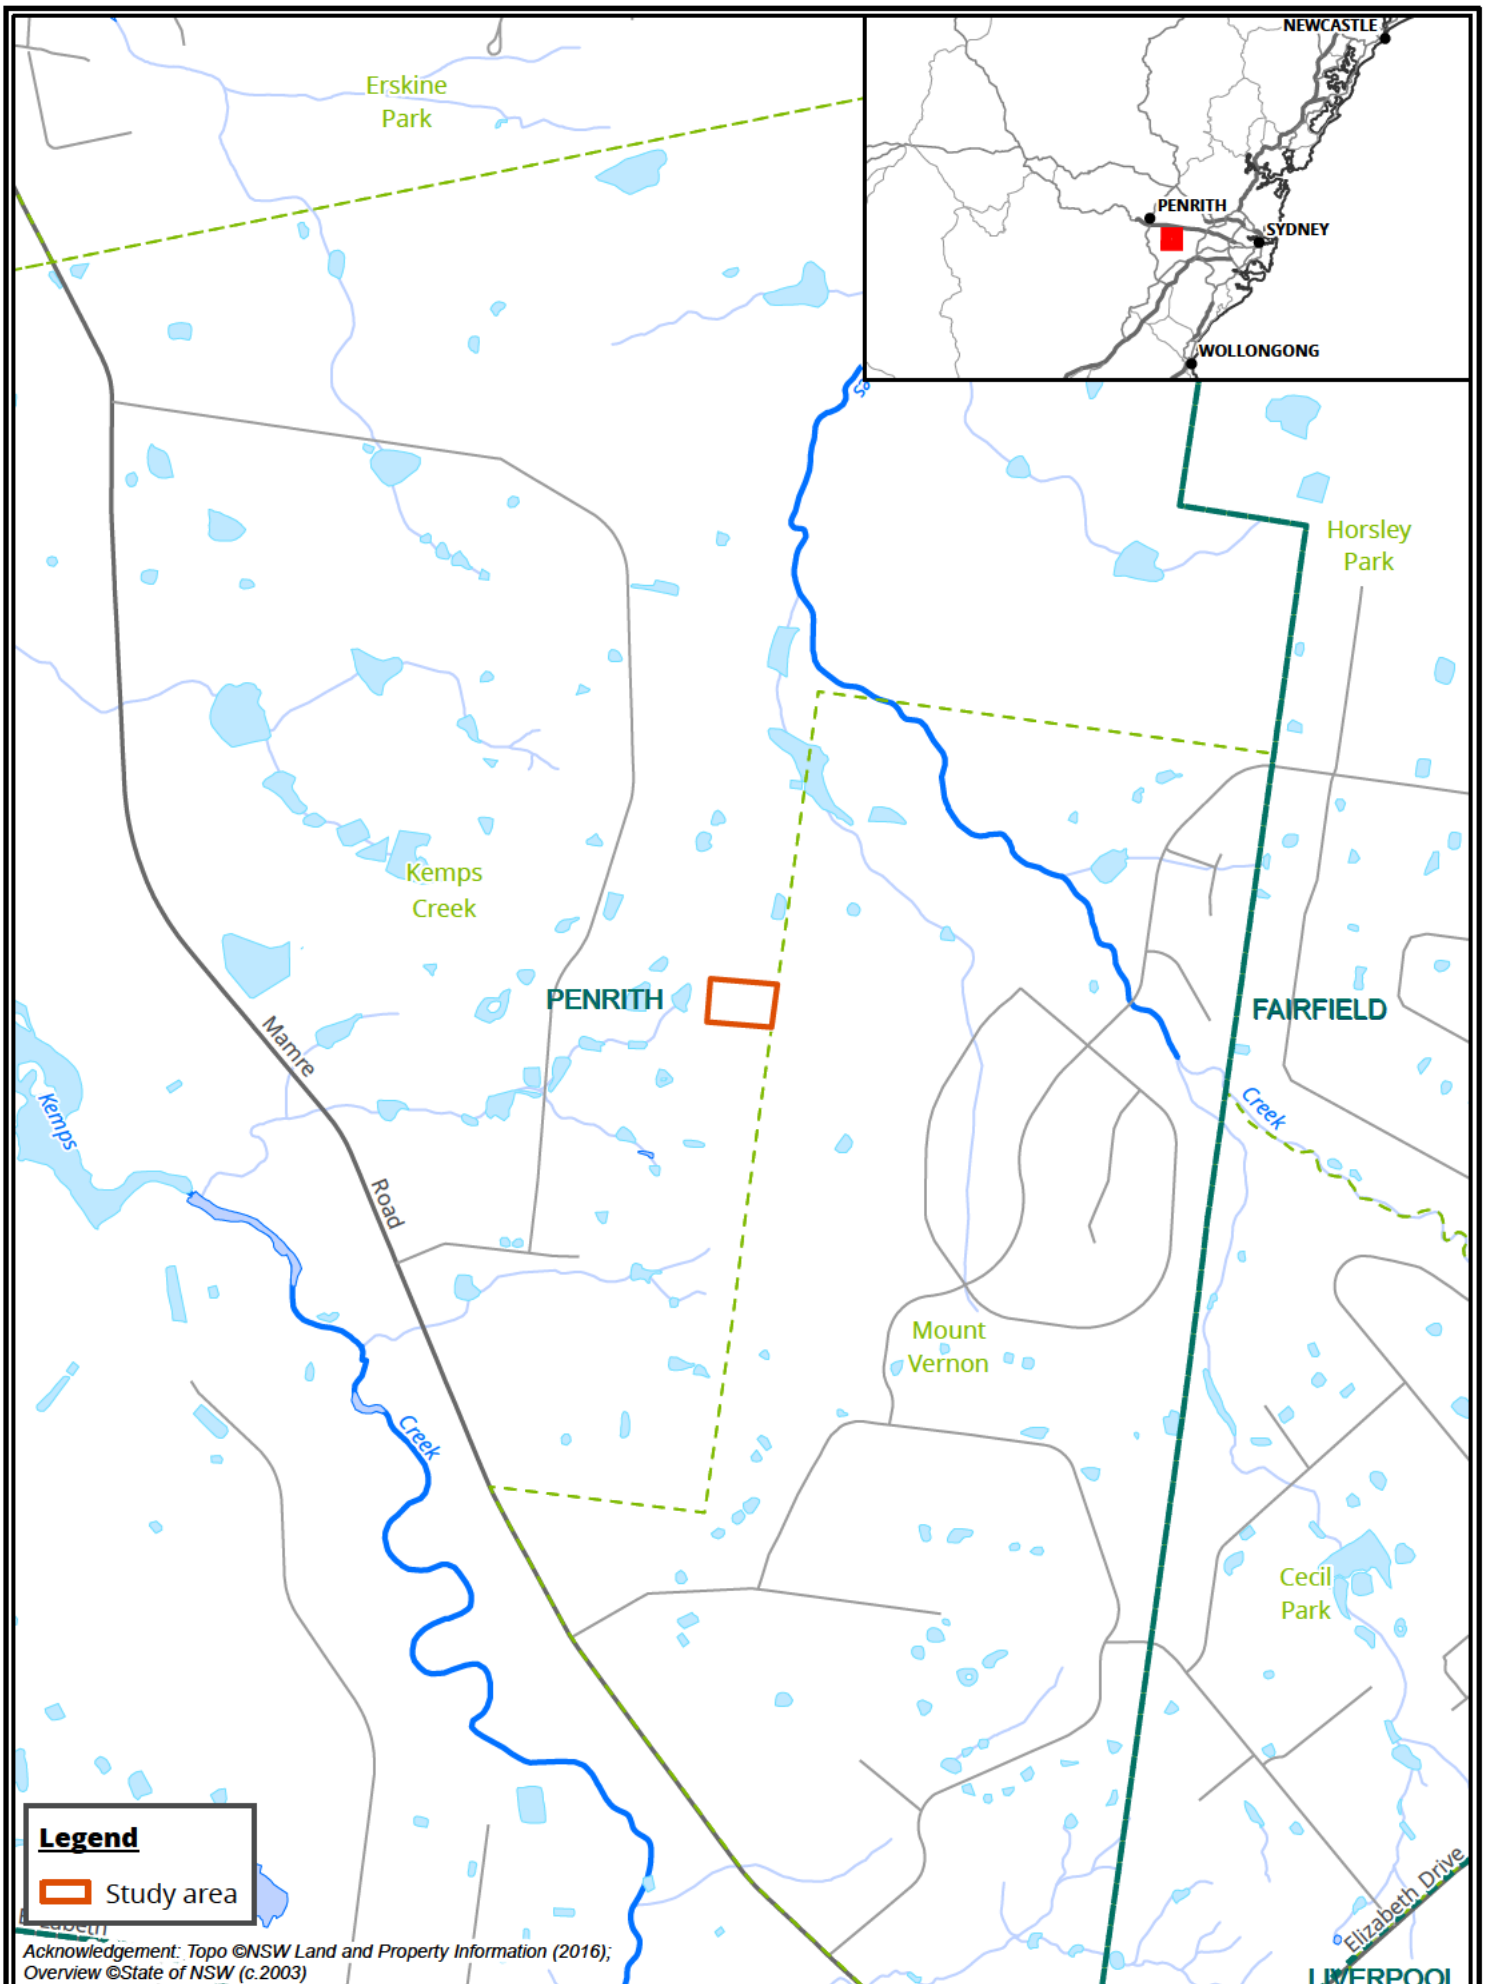 Erskine
Park
NEWCASTLE
PENRITH
SYDNEY
WOLLONGONG
Horsley
Park
Kemps
Creek
PENRITH
FAIRFIELD
Mamre
Road
Kemps
Creek
Creek
Mount
Vernon
Cecil
Park
Elizabeth Drive
LIVERPOOL
Legend
Study area
Acknowledgement: Topo ©NSW Land and Property Information (2016);
Overview ©State of NSW (c.2003)